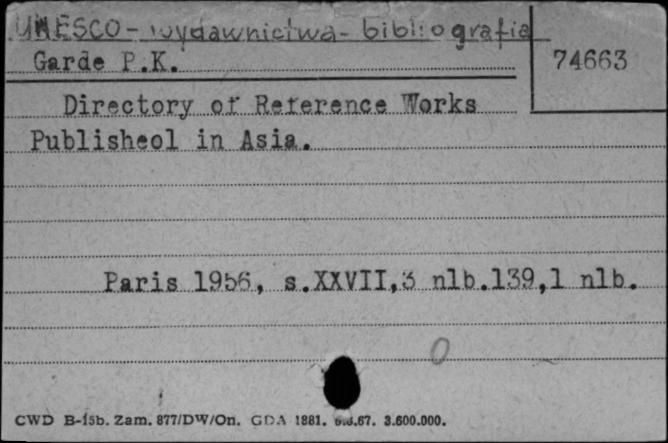 UNESCO - wydawnictwa - bibliografia
Garde P.K.
74663
Directory of Reference Works
Publisheol in Asia.
Paris 1956, s.XXVII,3 nlb.139,1 nlb.
0
CWD B-15b. Zam. 877/DW/On. GDA 1881. 3.600.000.